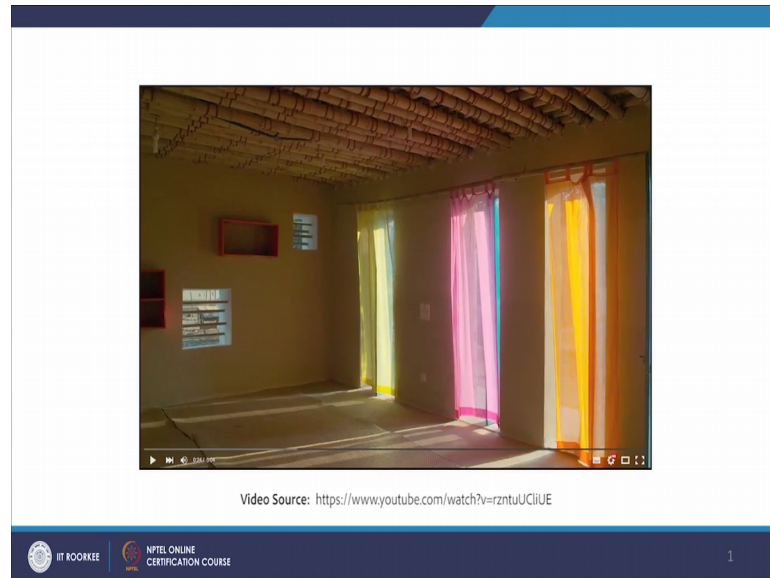 Video Source: https://www.youtube.com/watch?v=rzntuUCliUE
IIT ROORKEE
NPTEL ONLINE
CERTIFICATION COURSE
1